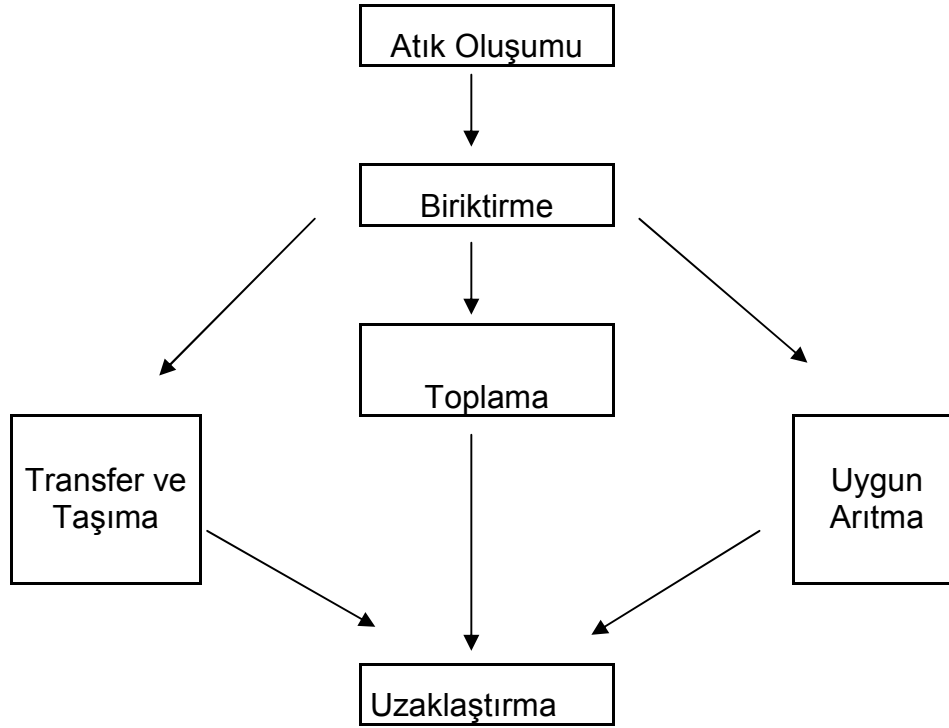 Atık Oluşumu
Biriktirme
Toplama
Transfer ve
Taşıma
Uygun
Arıtma
Uzaklaştırma